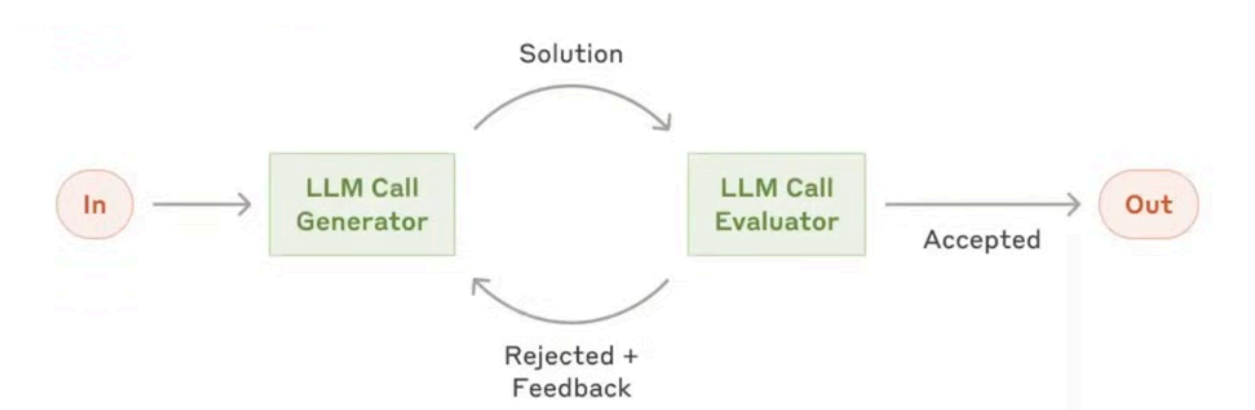 Solution
In
LLM Call
Generator
LLM Call
Evaluator
Accepted
Out
Rejected +
Feedback